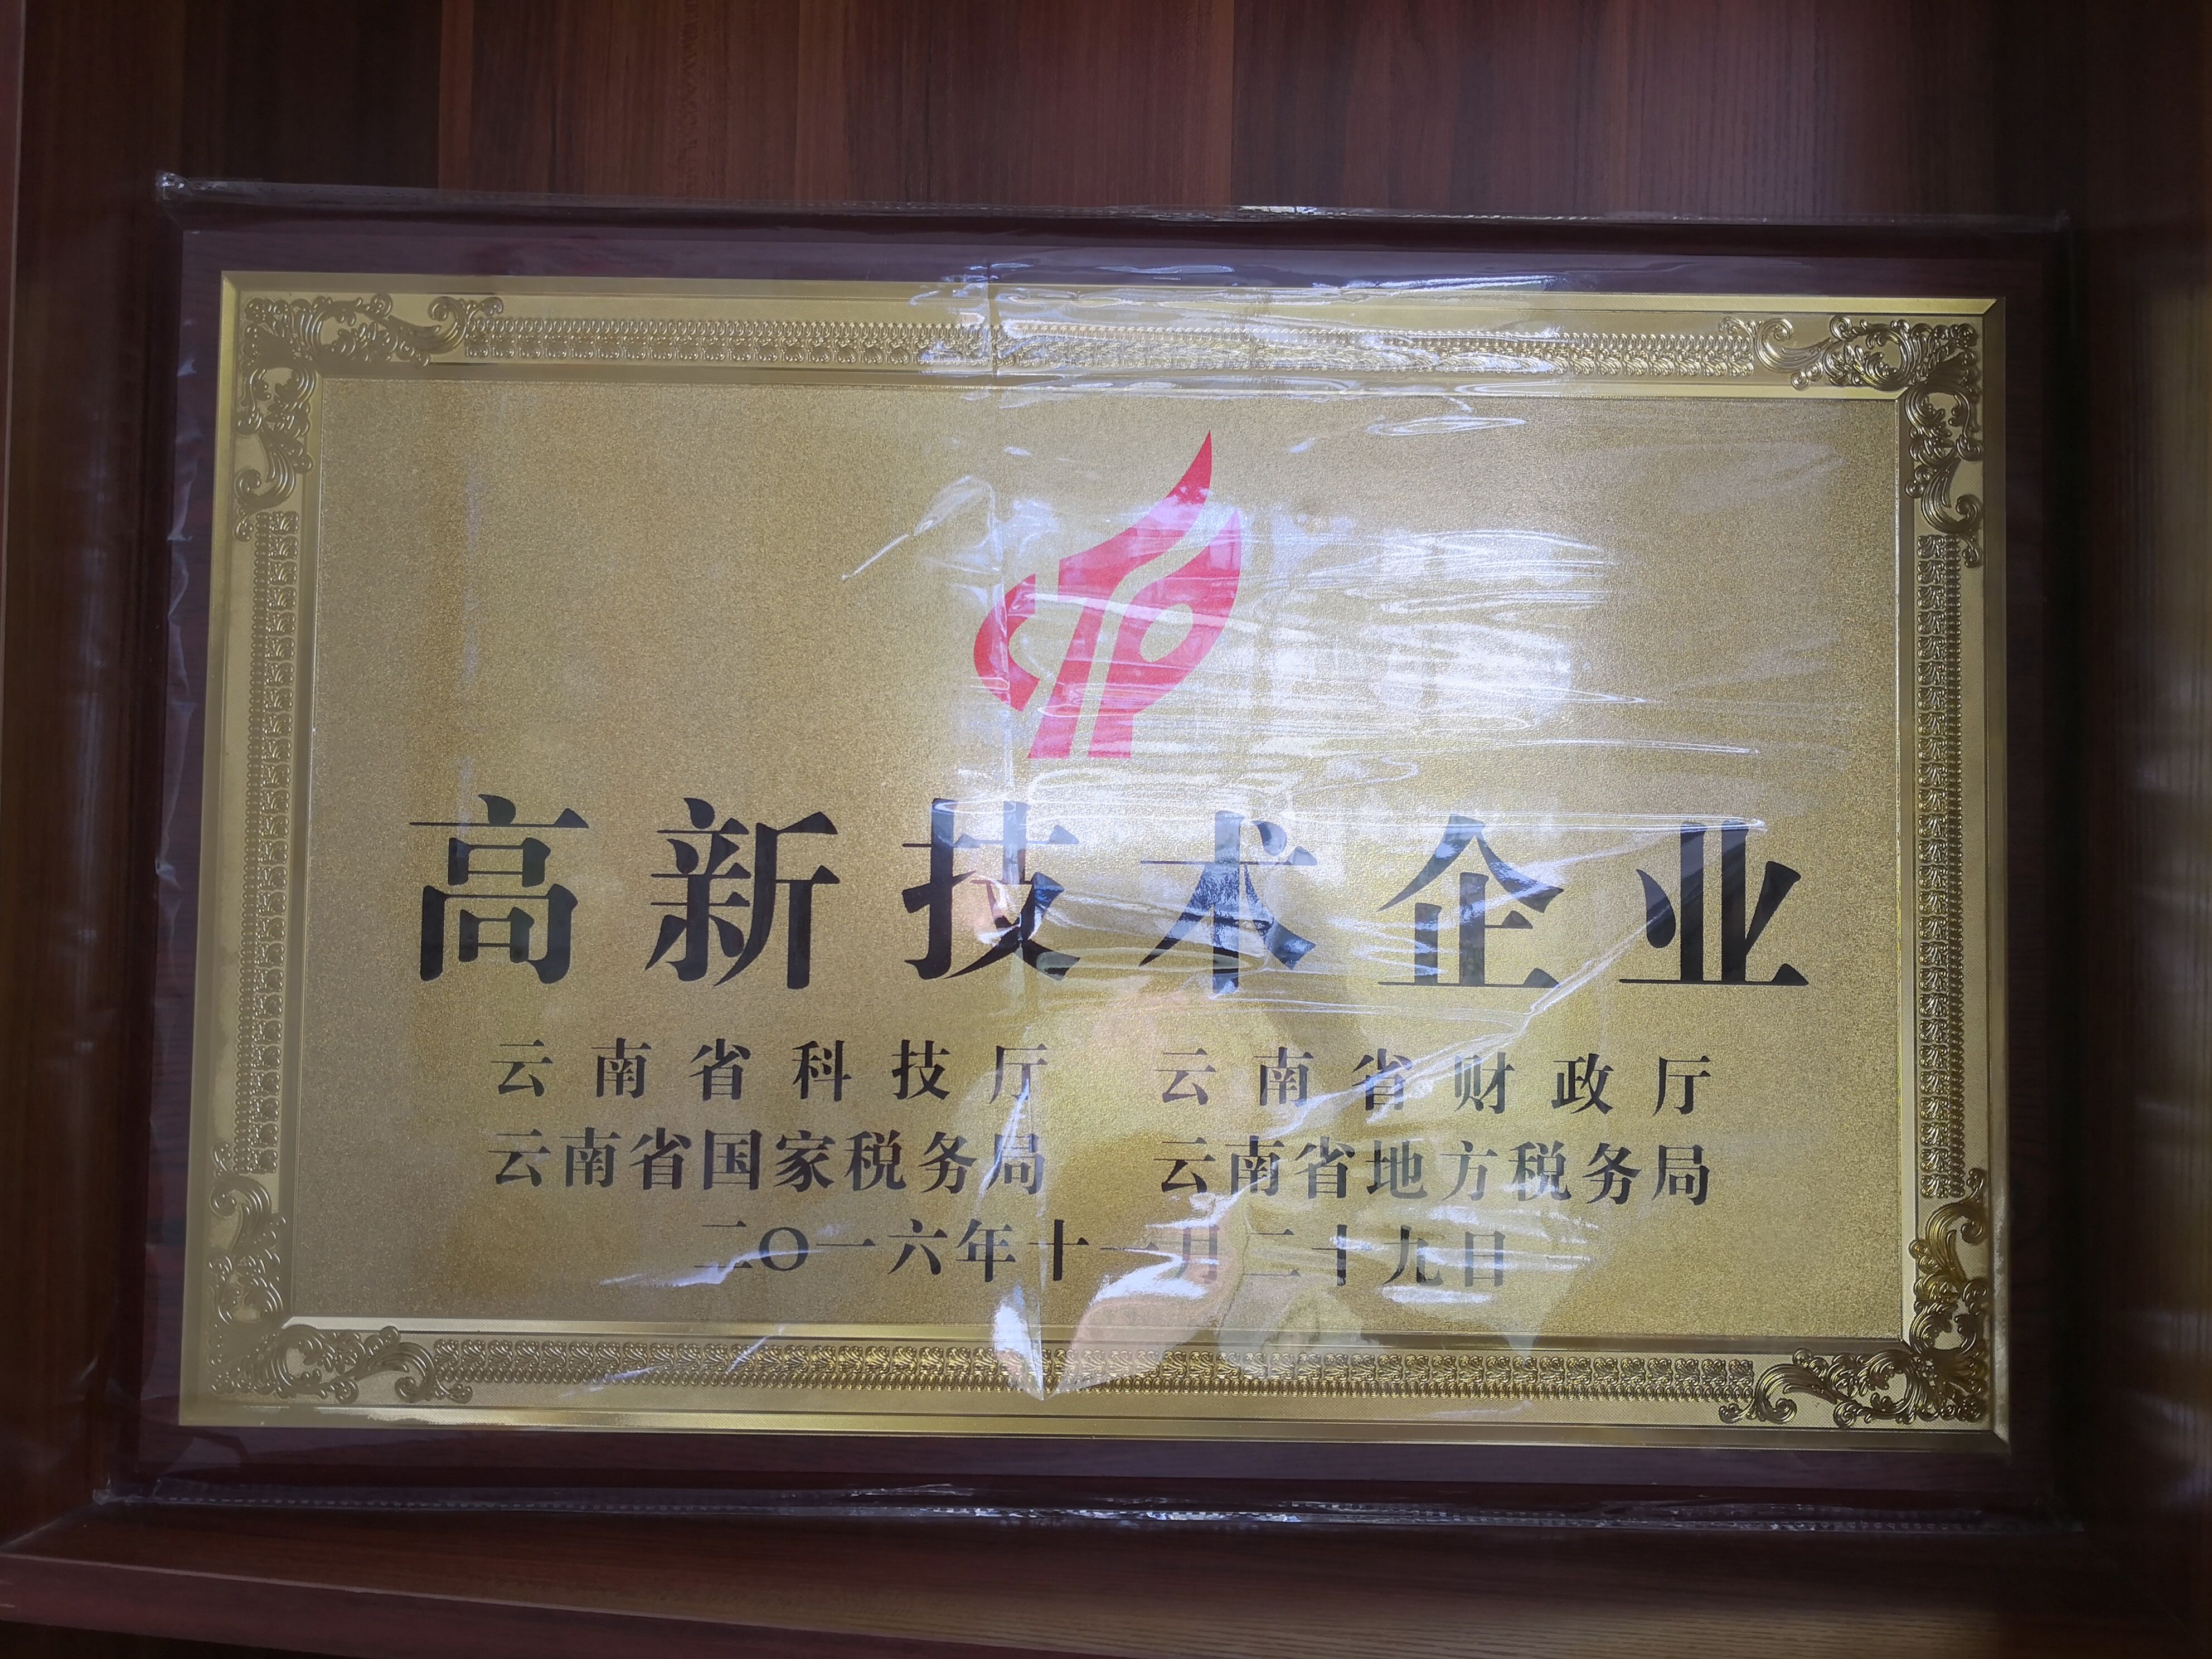 高新技术企业
云南省科技厅 云南省财政厅
云南省国家税务局 云南省地方税务局
二〇一六年十一月二十九日